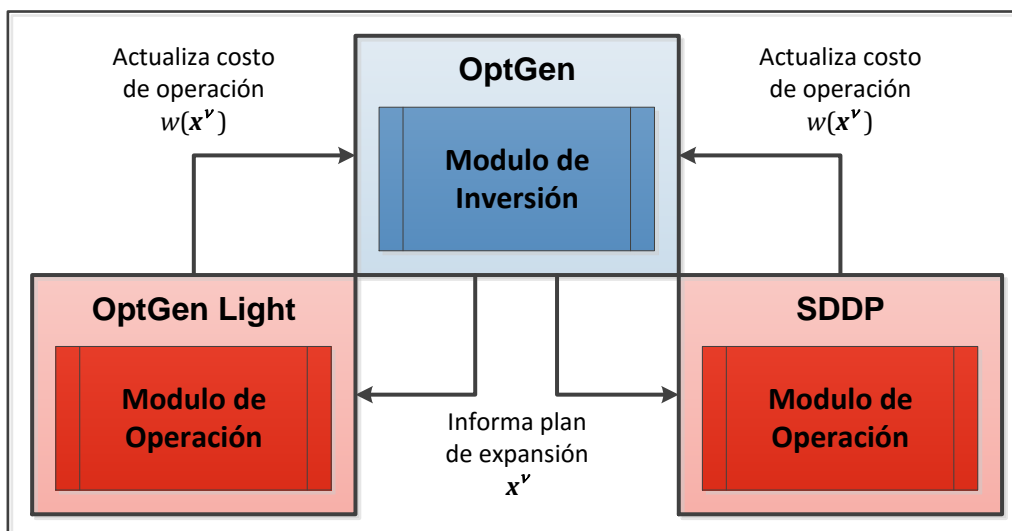 Actualiza costo
de operación
w(x^ν)
OptGen
Modulo de
Inversión
Actualiza costo
de operación
w(x^ν)
OptGen Light
Modulo de
Operación
Informa plan
de expansión
x^ν
SDDP
Modulo de
Operación